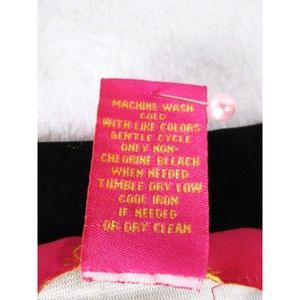 MACHINE WASH
COLD
WITH LIKE COLORS
GENTLE CYCLE
ONLY NON-
CHLORINE BLEACH
WHEN NEEDED
TUMBLE DRY LOW
COOL IRON
IF NEEDED
OR DRY CLEAN